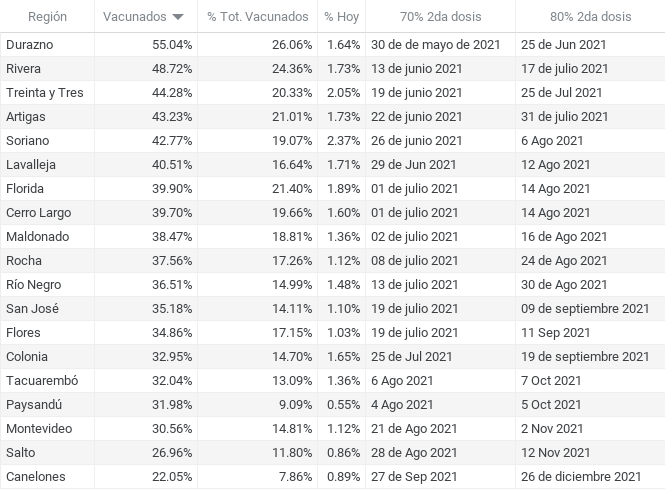 Región Vacunados % Tot. Vacunados % Hoy 70% 2da dosis 80% 2da dosis
Durazno 55.04% 26.06% 1.64% 30 de de mayo de 2021 25 de Jun 2021
Rivera 48.72% 24.36% 1.73% 13 de junio 2021 17 de julio 2021
Treinta y Tres 44.28% 20.33% 2.05% 19 de junio 2021 25 de Jul 2021
Artigas 43.23% 21.01% 1.73% 22 de junio 2021 31 de julio 2021
Soriano 42.77% 19.07% 2.37% 26 de junio 2021 6 Ago 2021
Lavalleja 40.51% 16.64% 1.71% 29 de Jun 2021 12 Ago 2021
Florida 39.90% 21.40% 1.89% 01 de julio 2021 14 Ago 2021
Cerro Largo 39.70% 19.66% 1.60% 01 de julio 2021 14 Ago 2021
Maldonado 38.47% 18.81% 1.36% 02 de julio 2021 16 de Ago 2021
Rocha 37.56% 17.26% 1.12% 08 de julio 2021 24 de Ago 2021
Río Negro 36.51% 14.99% 1.48% 13 de julio 2021 30 de Ago 2021
San José 35.18% 14.11% 1.10% 19 de julio 2021 09 de septiembre 2021
Flores 34.86% 17.15% 1.03% 19 de julio 2021 11 Sep 2021
Colonia 32.95% 14.70% 1.65% 25 de Jul 2021 19 de septiembre 2021
Tacuarembó 32.04% 13.09% 1.36% 6 Ago 2021 7 Oct 2021
Paysandú 31.98% 9.09% 0.55% 4 Ago 2021 5 Oct 2021
Montevideo 30.56% 14.81% 1.12% 21 de Ago 2021 2 Nov 2021
Salto 26.96% 11.80% 0.86% 28 de Ago 2021 12 Nov 2021
Canelones 22.05% 7.86% 0.89% 27 de Sep 2021 26 de diciembre 2021